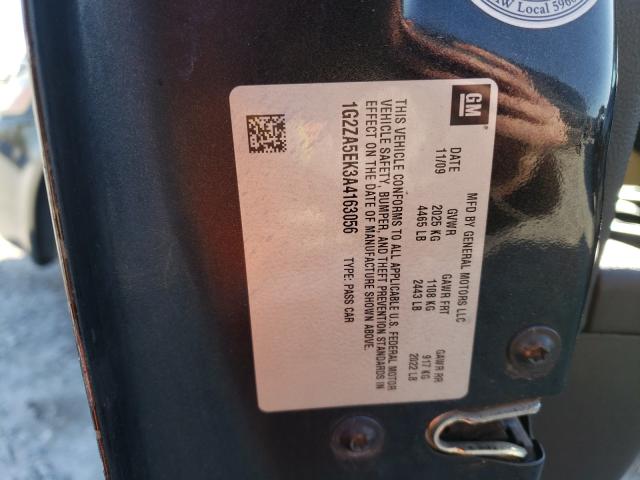 W Local 5960
GM
MFD BY GENERAL MOTORS LLC
DATE GVWR GAWR FRT GAWR RR
11/09 2025 KG 1108 KG 917 KG
4465 LB 2443 LB 2022 LB
THIS VEHICLE CONFORMS TO ALL APPLICABLE U.S. FEDERAL MOTOR
VEHICLE SAFETY, BUMPER, AND THEFT PREVENTION STANDARDS IN
EFFECT ON THE DATE OF MANUFACTURE SHOWN ABOVE.
1G2ZA5EK3A4163056 TYPE: PASS CAR